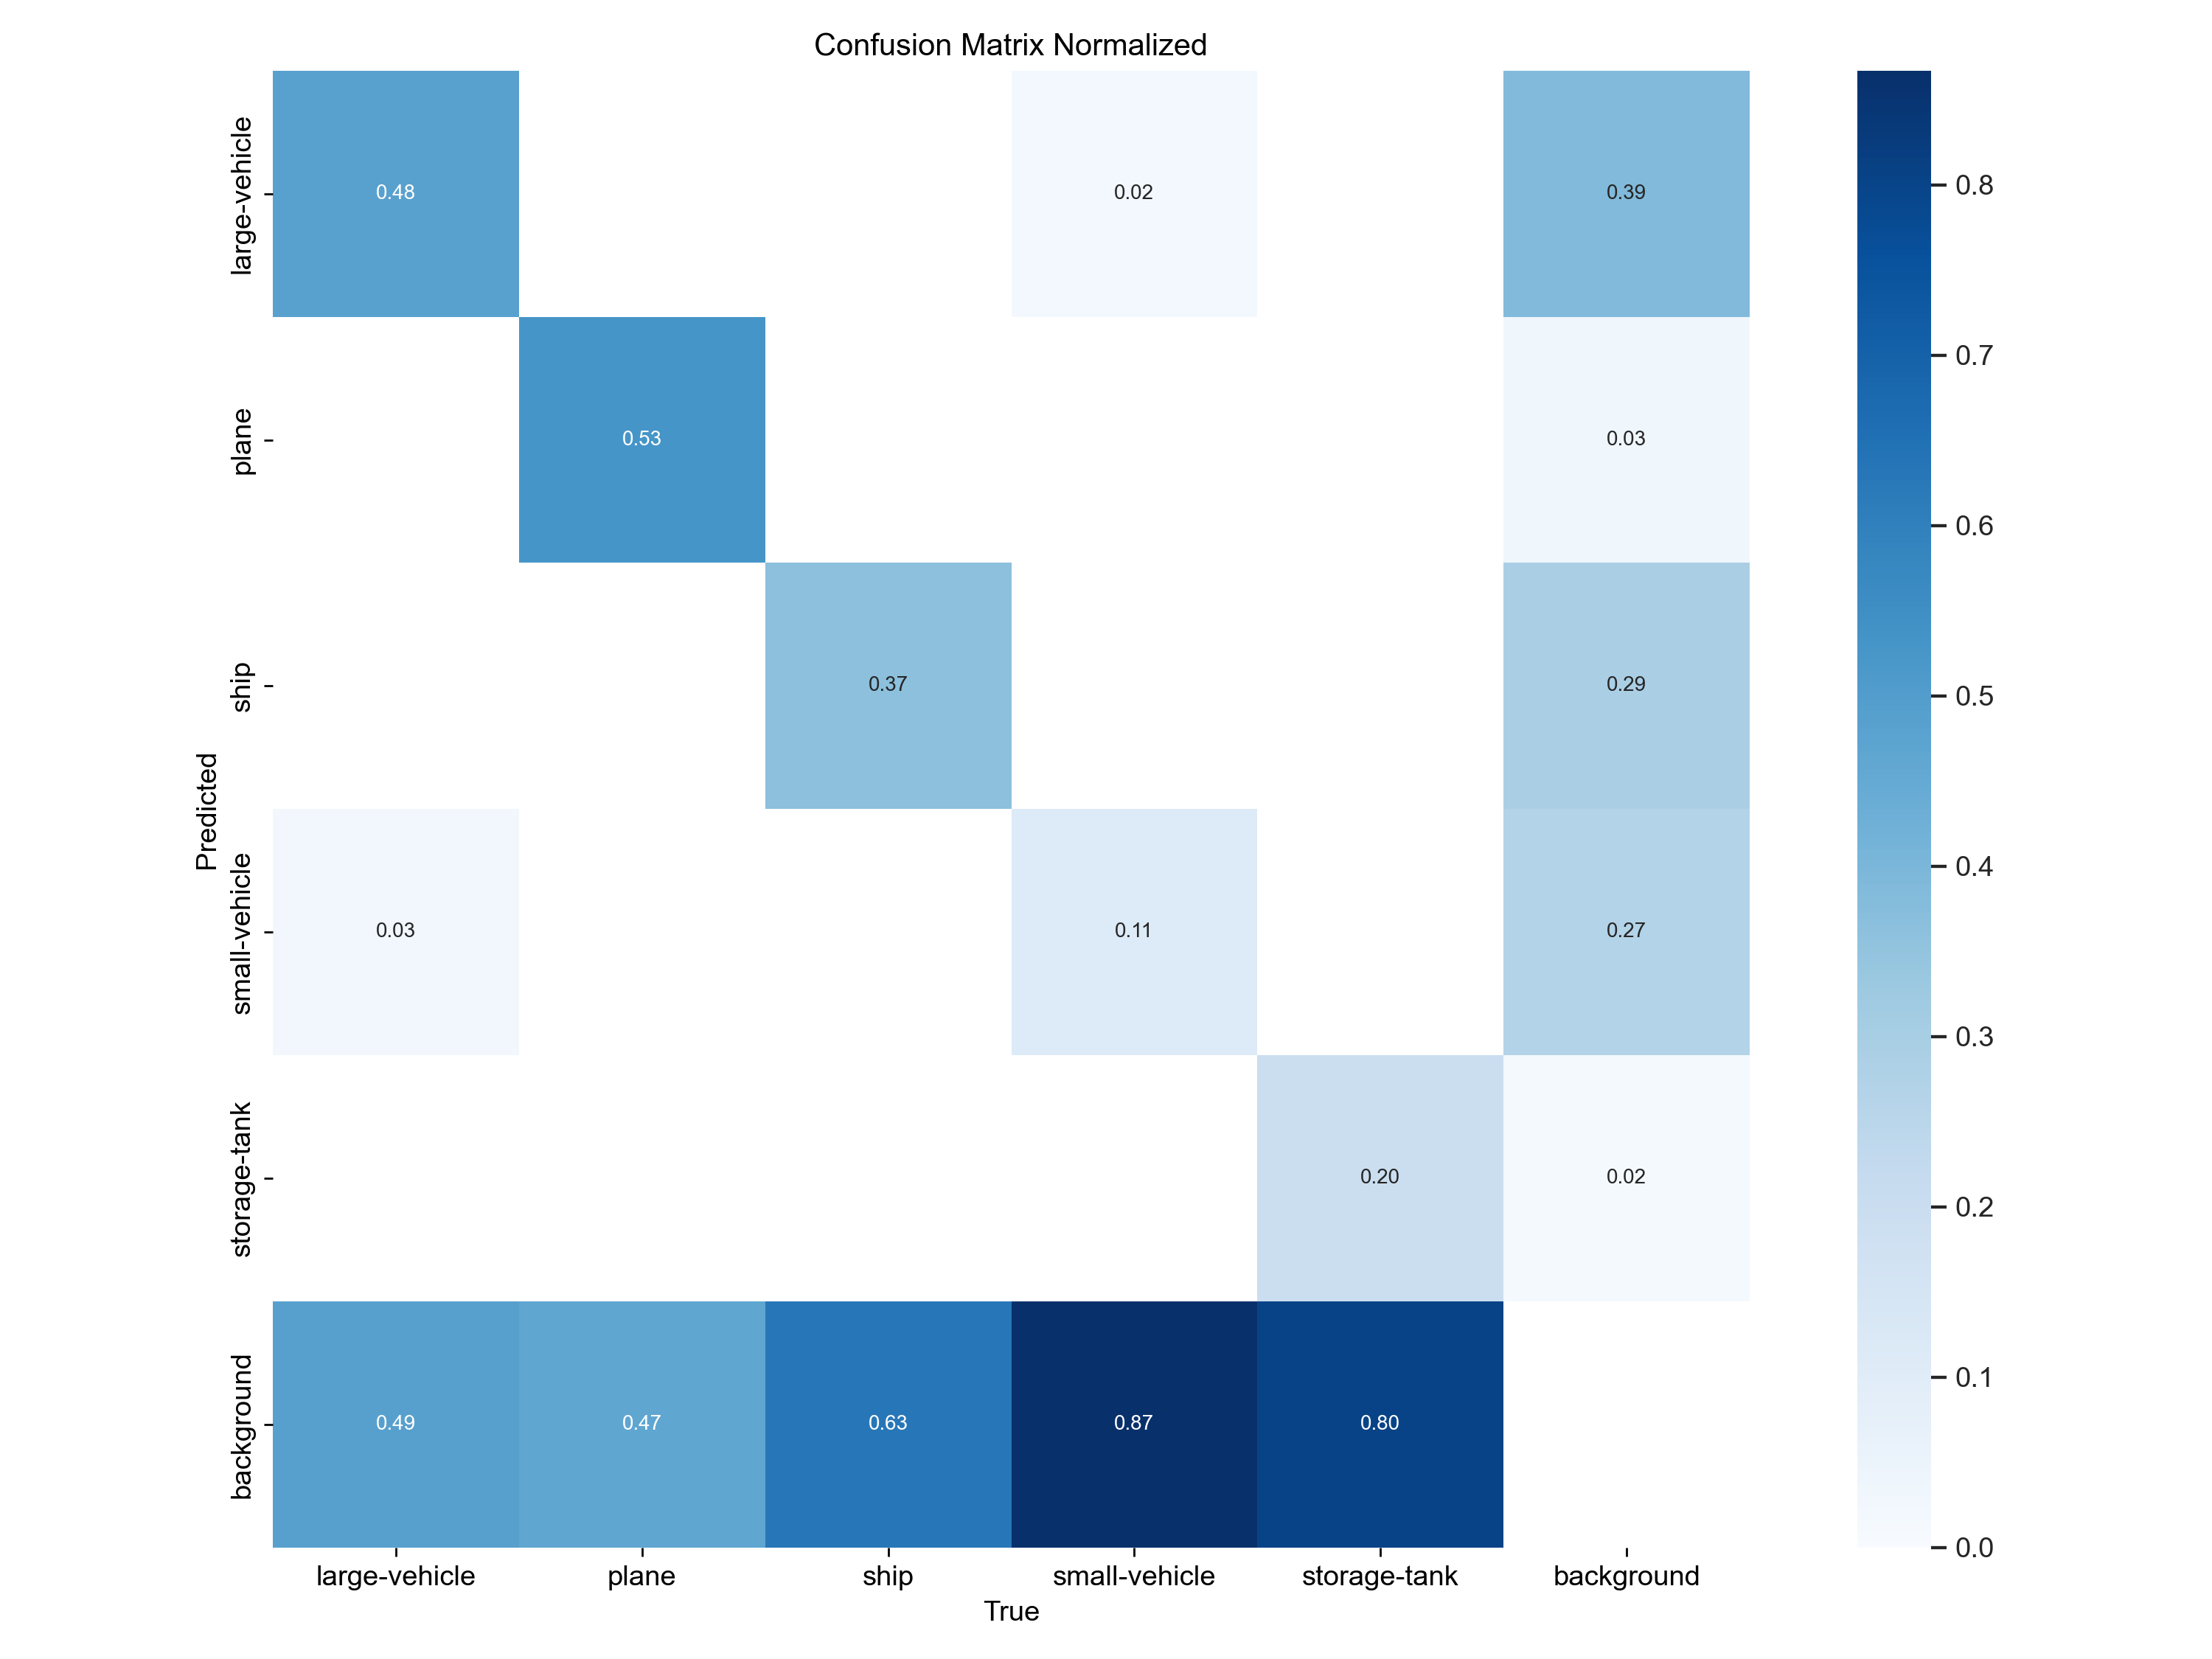 Confusion Matrix Normalized
large-vehicle
0.48
0.02
0.39
plane
0.53
0.03
ship
0.37
0.29
small-vehicle
0.03
0.11
0.27
storage-tank
0.20
0.02
background
0.49
0.47
0.63
0.87
0.80
Predicted
large-vehicle
plane
ship
small-vehicle
storage-tank
background
True
0.8
0.7
0.6
0.5
0.4
0.3
0.2
0.1
0.0